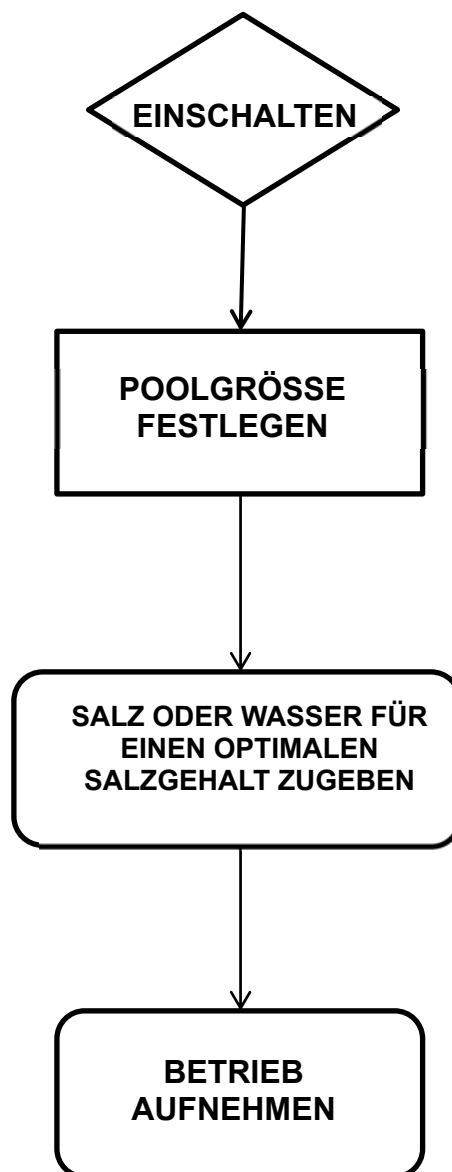 EINSCHALTEN
POOLGRÖSSE
FESTLEGEN
SALZ ODER WASSER FÜR
EINEN OPTIMALEN
SALZGEHALT ZUGEBEN
BETRIEB
AUFNEHMEN